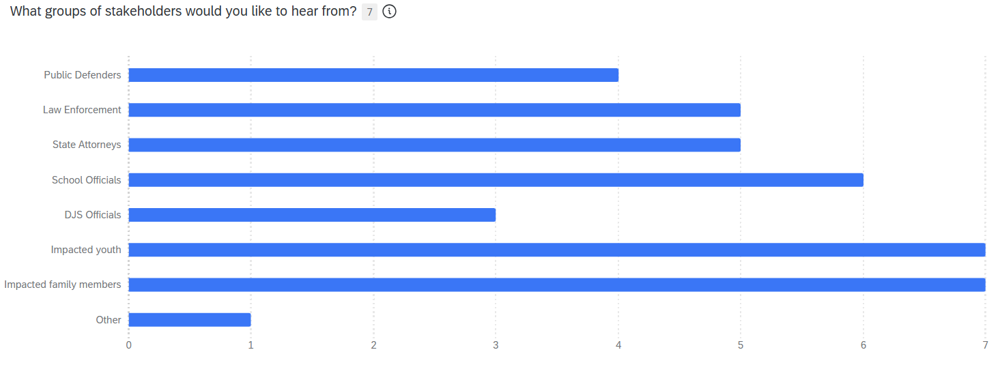 What groups of stakeholders would you like to hear from? 7
Public Defenders
Law Enforcement
State Attorneys
School Officials
DJS Officials
Impacted youth
Impacted family members
Other
0 1 2 3 4 5 6 7